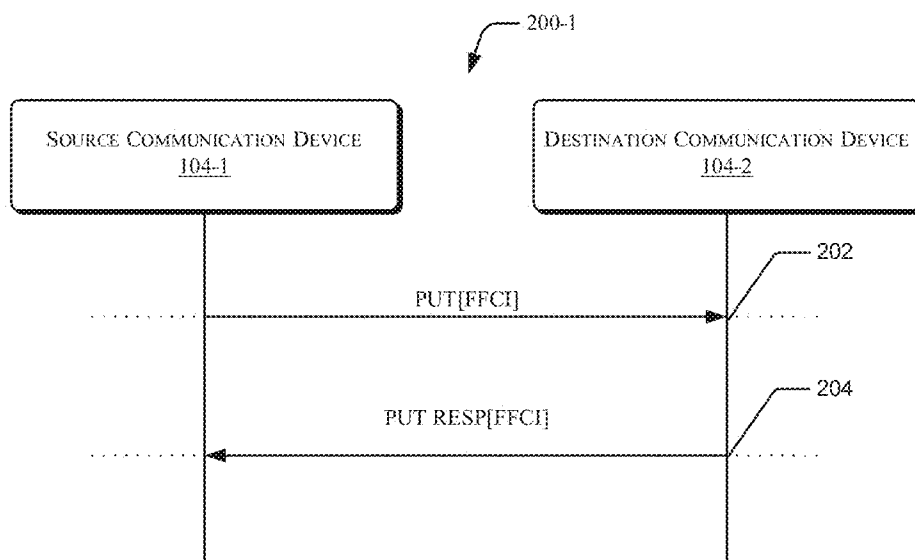 200-1
SOURCE COMMUNICATION DEVICE
104-1
DESTINATION COMMUNICATION DEVICE
104-2
202
PUT[FFCI]
204
PUT RESP[FFCI]